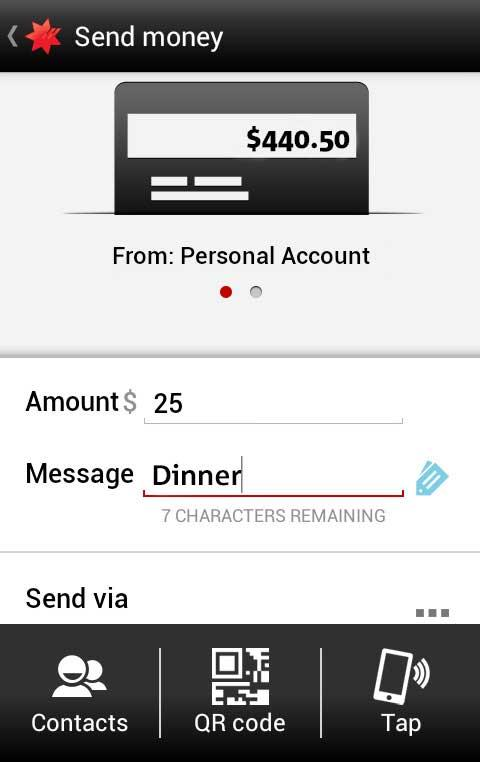 Send money
$440.50
From: Personal Account
Amount $ 25
Message Dinner
7 CHARACTERS REMAINING
Send via
Contacts QR code Tap